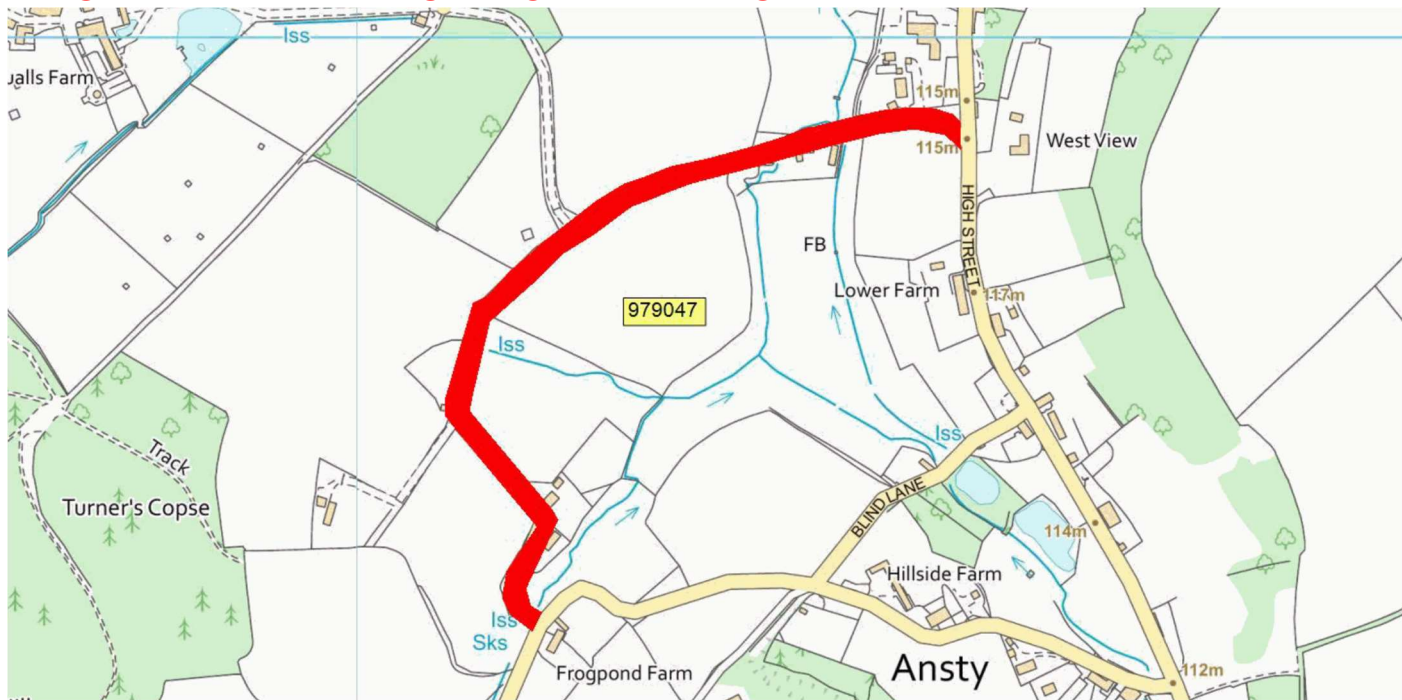 Iss
ualls Farm
115m
115m
West View
HIGH STREET
FB
Lower Farm
117m
979047
Iss
Iss
Track
Turner's Copse
BLIND LANE
114m
Hillside Farm
Iss
Sks
Frogpond Farm
Ansty
112m